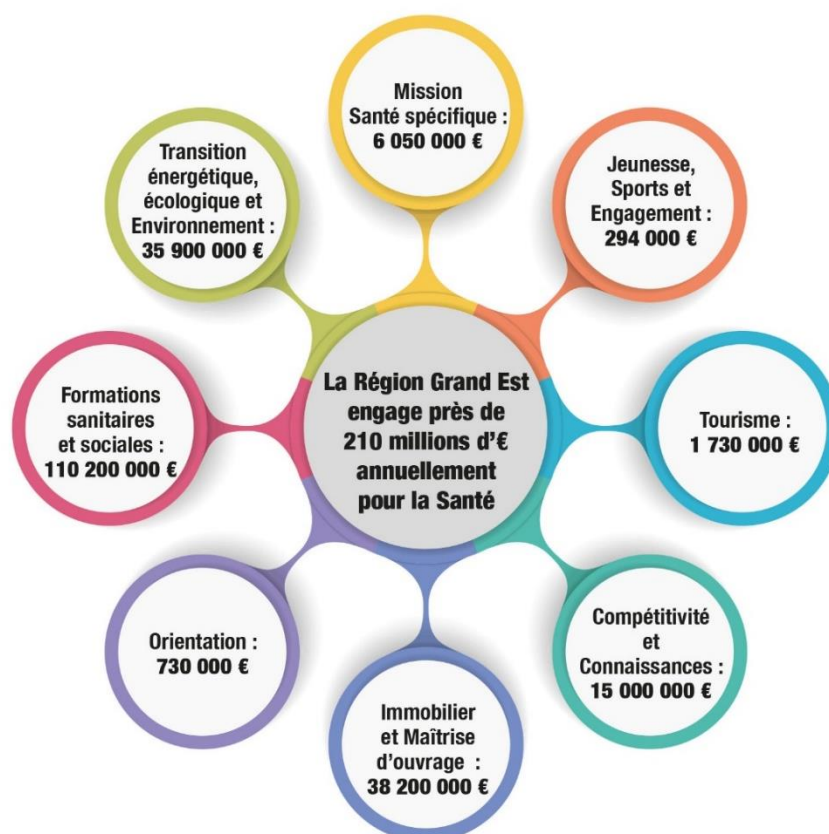 Mission
Santé spécifique :
6 050 000 €
Jeunesse,
Sports et
Engagement :
294 000 €
Tourisme :
1 730 000 €
Compétitivité
et
Connaissances :
15 000 000 €
Immobilier
et Maîtrise
d’ouvrage :
38 200 000 €
Orientation :
730 000 €
Formations
sanitaires
et sociales :
110 200 000 €
Transition
énergétique,
écologique et
Environnement :
35 900 000 €
La Région Grand Est
engage près de
210 millions d’€
annuellement
pour la Santé